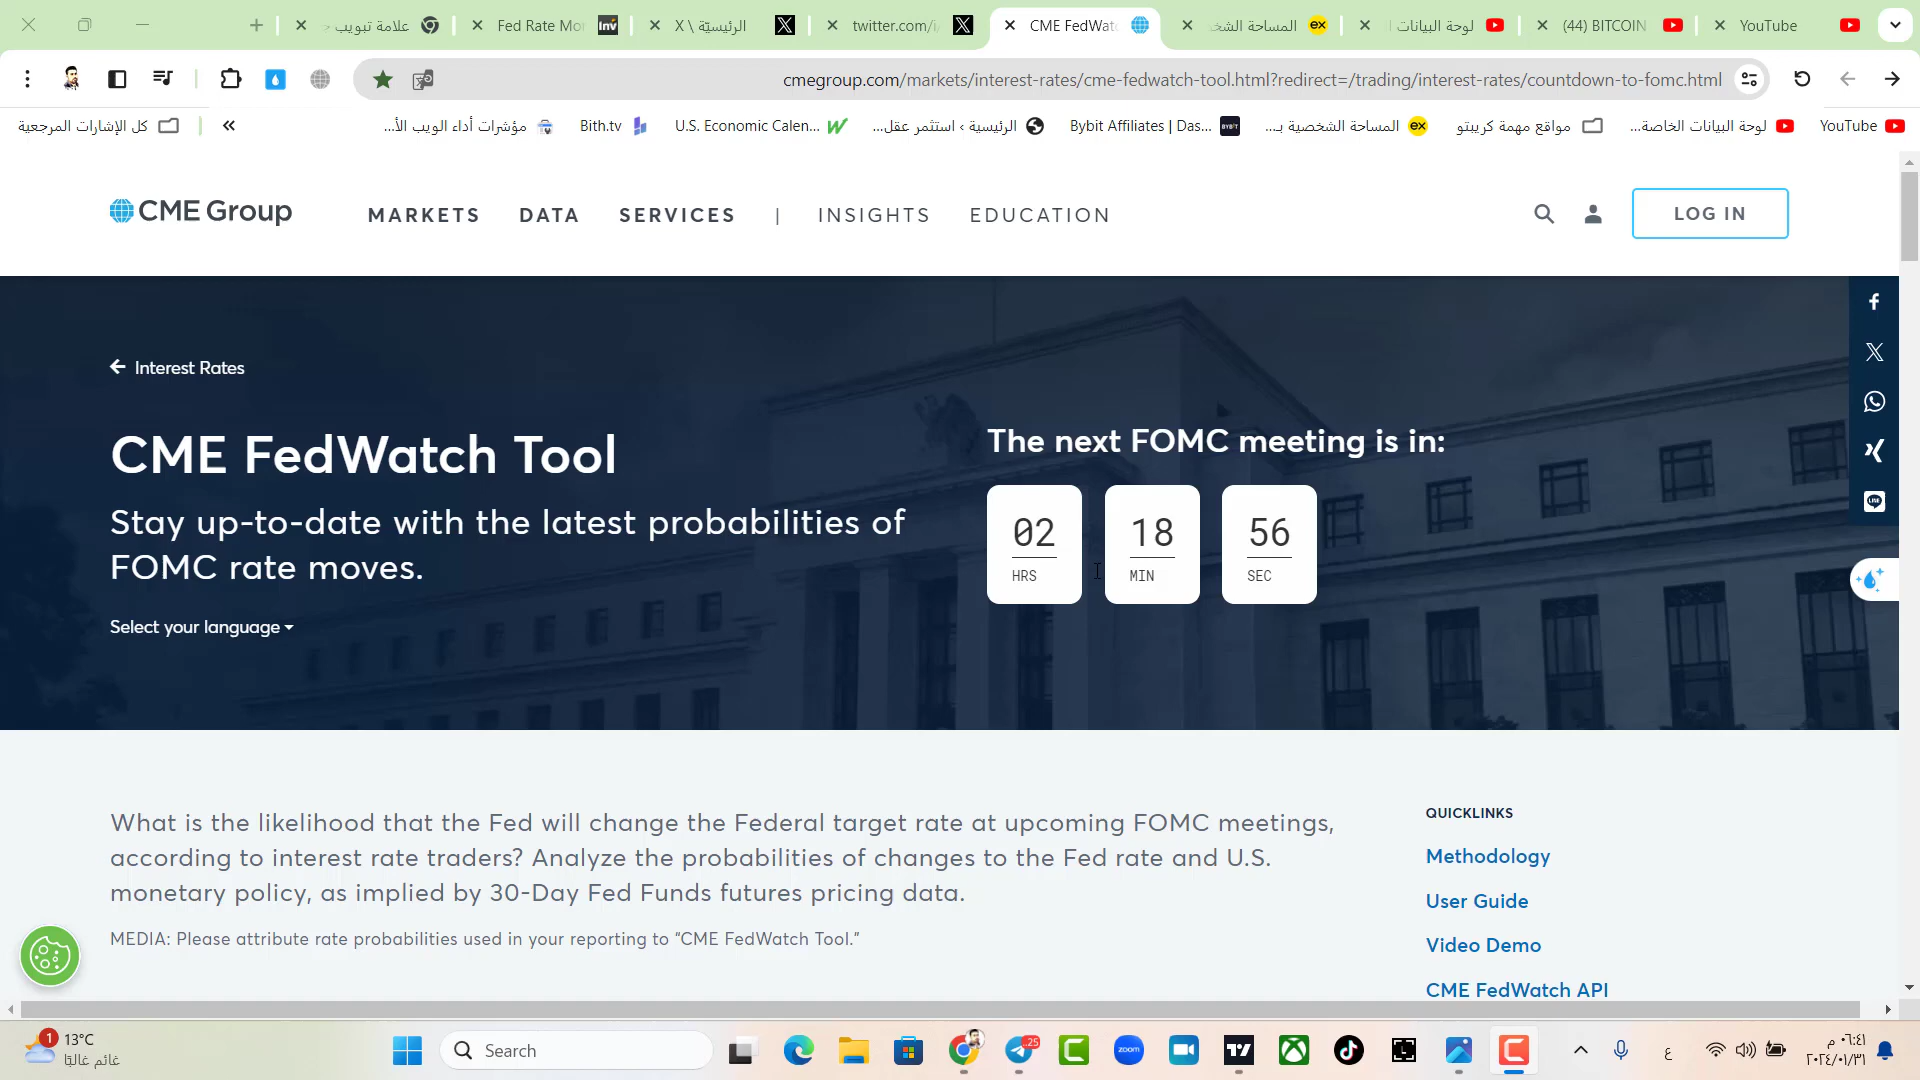 علامة تبويب
Fed Rate Mo
الرئيسيّة \ X
twitter.com/i
CME FedWatc
المساحة الشخ
لوحة البيانات ا
(44) BITCOIN
YouTube
cmegroup.com/markets/interest-rates/cme-fedwatch-tool.html?redirect=/trading/interest-rates/countdown-to-fomc.html
كل الإشارات المرجعية
«
مؤشرات أداء الويب الأ...
Bith.tv
U.S. Economic Calen...
الرئيسية › استثمر عقل...
Bybit Affiliates | Das...
المساحة الشخصية بـ...
مواقع مهمة كريبتو
لوحة البيانات الخاصة...
YouTube
CME Group
MARKETS DATA SERVICES | INSIGHTS EDUCATION
LOG IN
Interest Rates
CME FedWatch Tool
Stay up-to-date with the latest probabilities of
FOMC rate moves.
Select your language
The next FOMC meeting is in:
02 18 56
HRS MIN SEC
What is the likelihood that the Fed will change the Federal target rate at upcoming FOMC meetings,
according to interest rate traders? Analyze the probabilities of changes to the Fed rate and U.S.
monetary policy, as implied by 30-Day Fed Funds futures pricing data.
MEDIA: Please attribute rate probabilities used in your reporting to “CME FedWatch Tool.”
QUICKLINKS
Methodology
User Guide
Video Demo
CME FedWatch API
1
13°C
غائم غالبًا
Search
..25
zoom
ع
٠٦:٤١ م
٢٠٢٤/٠١/٣١